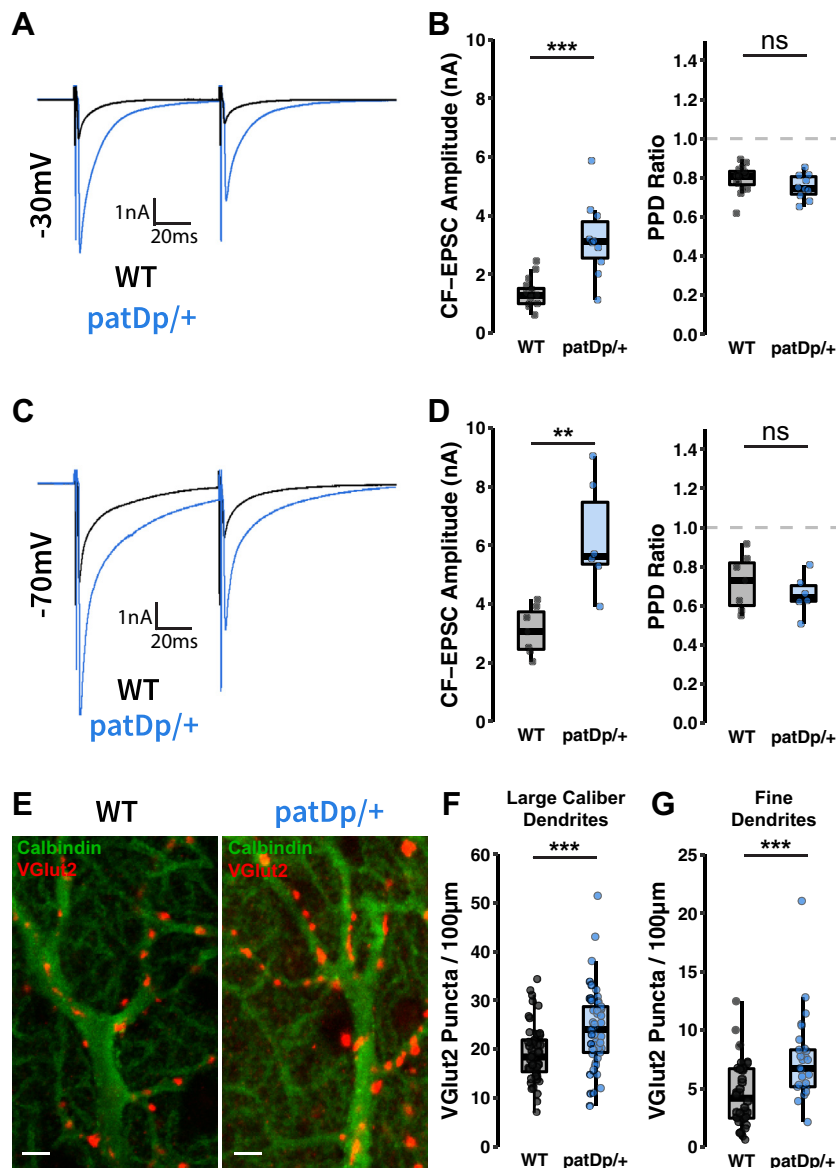 A
-30mV
1nA
20ms
WT
patDp/+
B
CF−EPSC Amplitude (nA)
10
8
6
4
2
0
***
WT
patDp/+
PPD Ratio
1.4
1.2
1.0
0.8
0.6
0.4
0.2
0.0
ns
WT
patDp/+
C
-70mV
1nA
20ms
WT
patDp/+
D
CF−EPSC Amplitude (nA)
10
8
6
4
2
0
**
WT
patDp/+
PPD Ratio
1.4
1.2
1.0
0.8
0.6
0.4
0.2
0.0
ns
WT
patDp/+
E
WT
Calbindin
VGlut2
patDp/+
Calbindin
VGlut2
F
Large Caliber
Dendrites
***
VGlut2 Puncta / 100µm
60
50
40
30
20
10
0
WT
patDp/+
G
Fine
Dendrites
***
VGlut2 Puncta / 100µm
25
20
15
10
5
0
WT
patDp/+